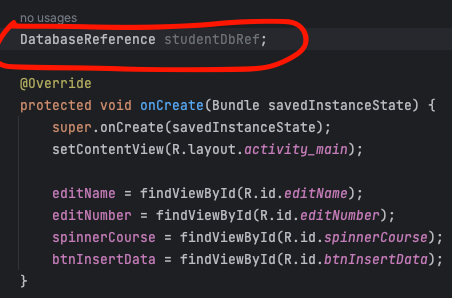 no usages
DatabaseReference studentDbRef;
@Override
protected void onCreate(Bundle savedInstanceState) {
super.onCreate(savedInstanceState);
setContentView(R.layout.activity_main);
editName = findViewById(R.id.editName);
editNumber = findViewById(R.id.editNumber);
spinnerCourse = findViewById(R.id.spinnerCourse);
btnInsertData = findViewById(R.id.btnInsertData);
}